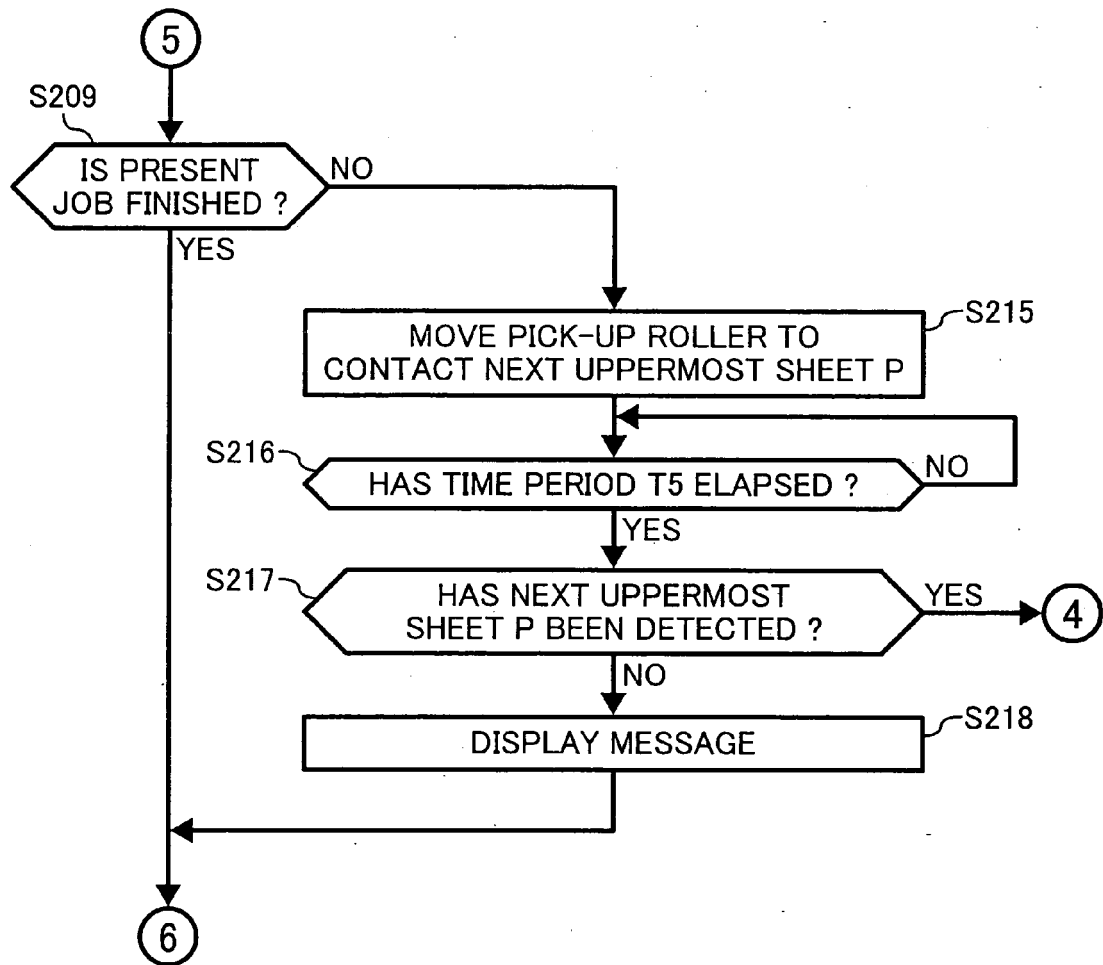 5
S209
IS PRESENT
JOB FINISHED ?
NO
YES
MOVE PICK-UP ROLLER TO
CONTACT NEXT UPPERMOST SHEET P
S215
S216
HAS TIME PERIOD T5 ELAPSED ?
NO
YES
S217
HAS NEXT UPPERMOST
SHEET P BEEN DETECTED ?
YES
4
NO
DISPLAY MESSAGE
S218
6